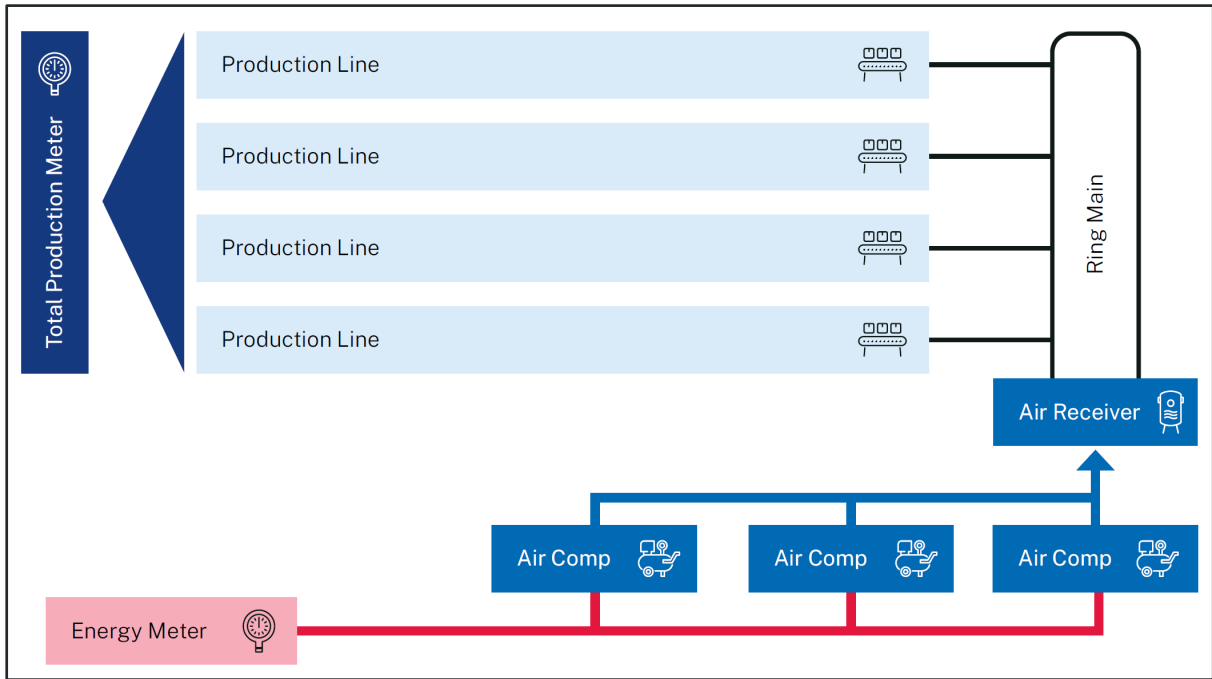 Total Production Meter
Production Line
Production Line
Production Line
Production Line
Ring Main
Air Receiver
Air Comp
Air Comp
Air Comp
Energy Meter